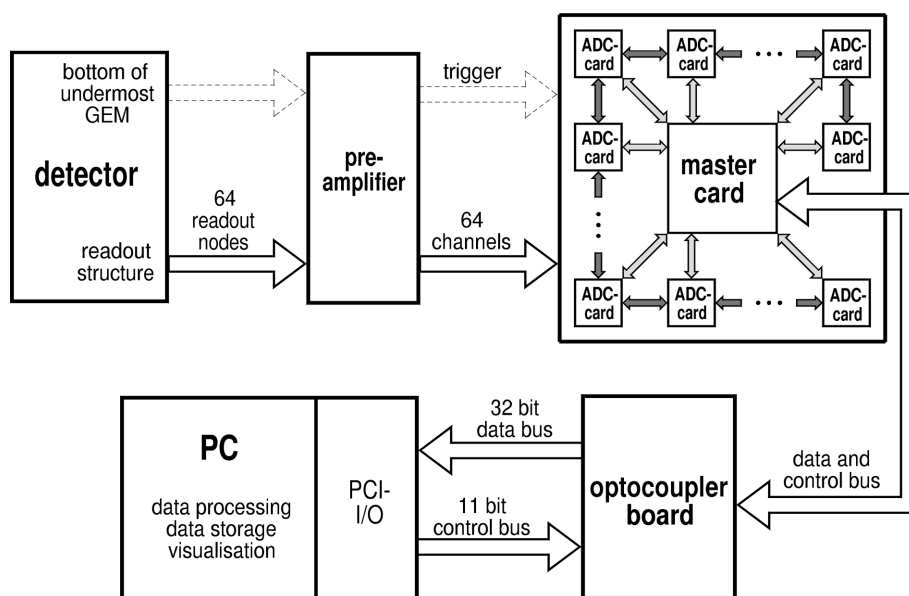 bottom of
undermost
GEM
detector
64
readout
nodes
readout
structure
pre-
amplifier
trigger
64
channels
ADC-
card
ADC-
card
ADC-
card
ADC-
card
master
card
ADC-
card
ADC-
card
ADC-
card
ADC-
card
PC
data processing
data storage
visualisation
PCI-
I/O
32 bit
data bus
11 bit
control bus
optocoupler
board
data and
control bus